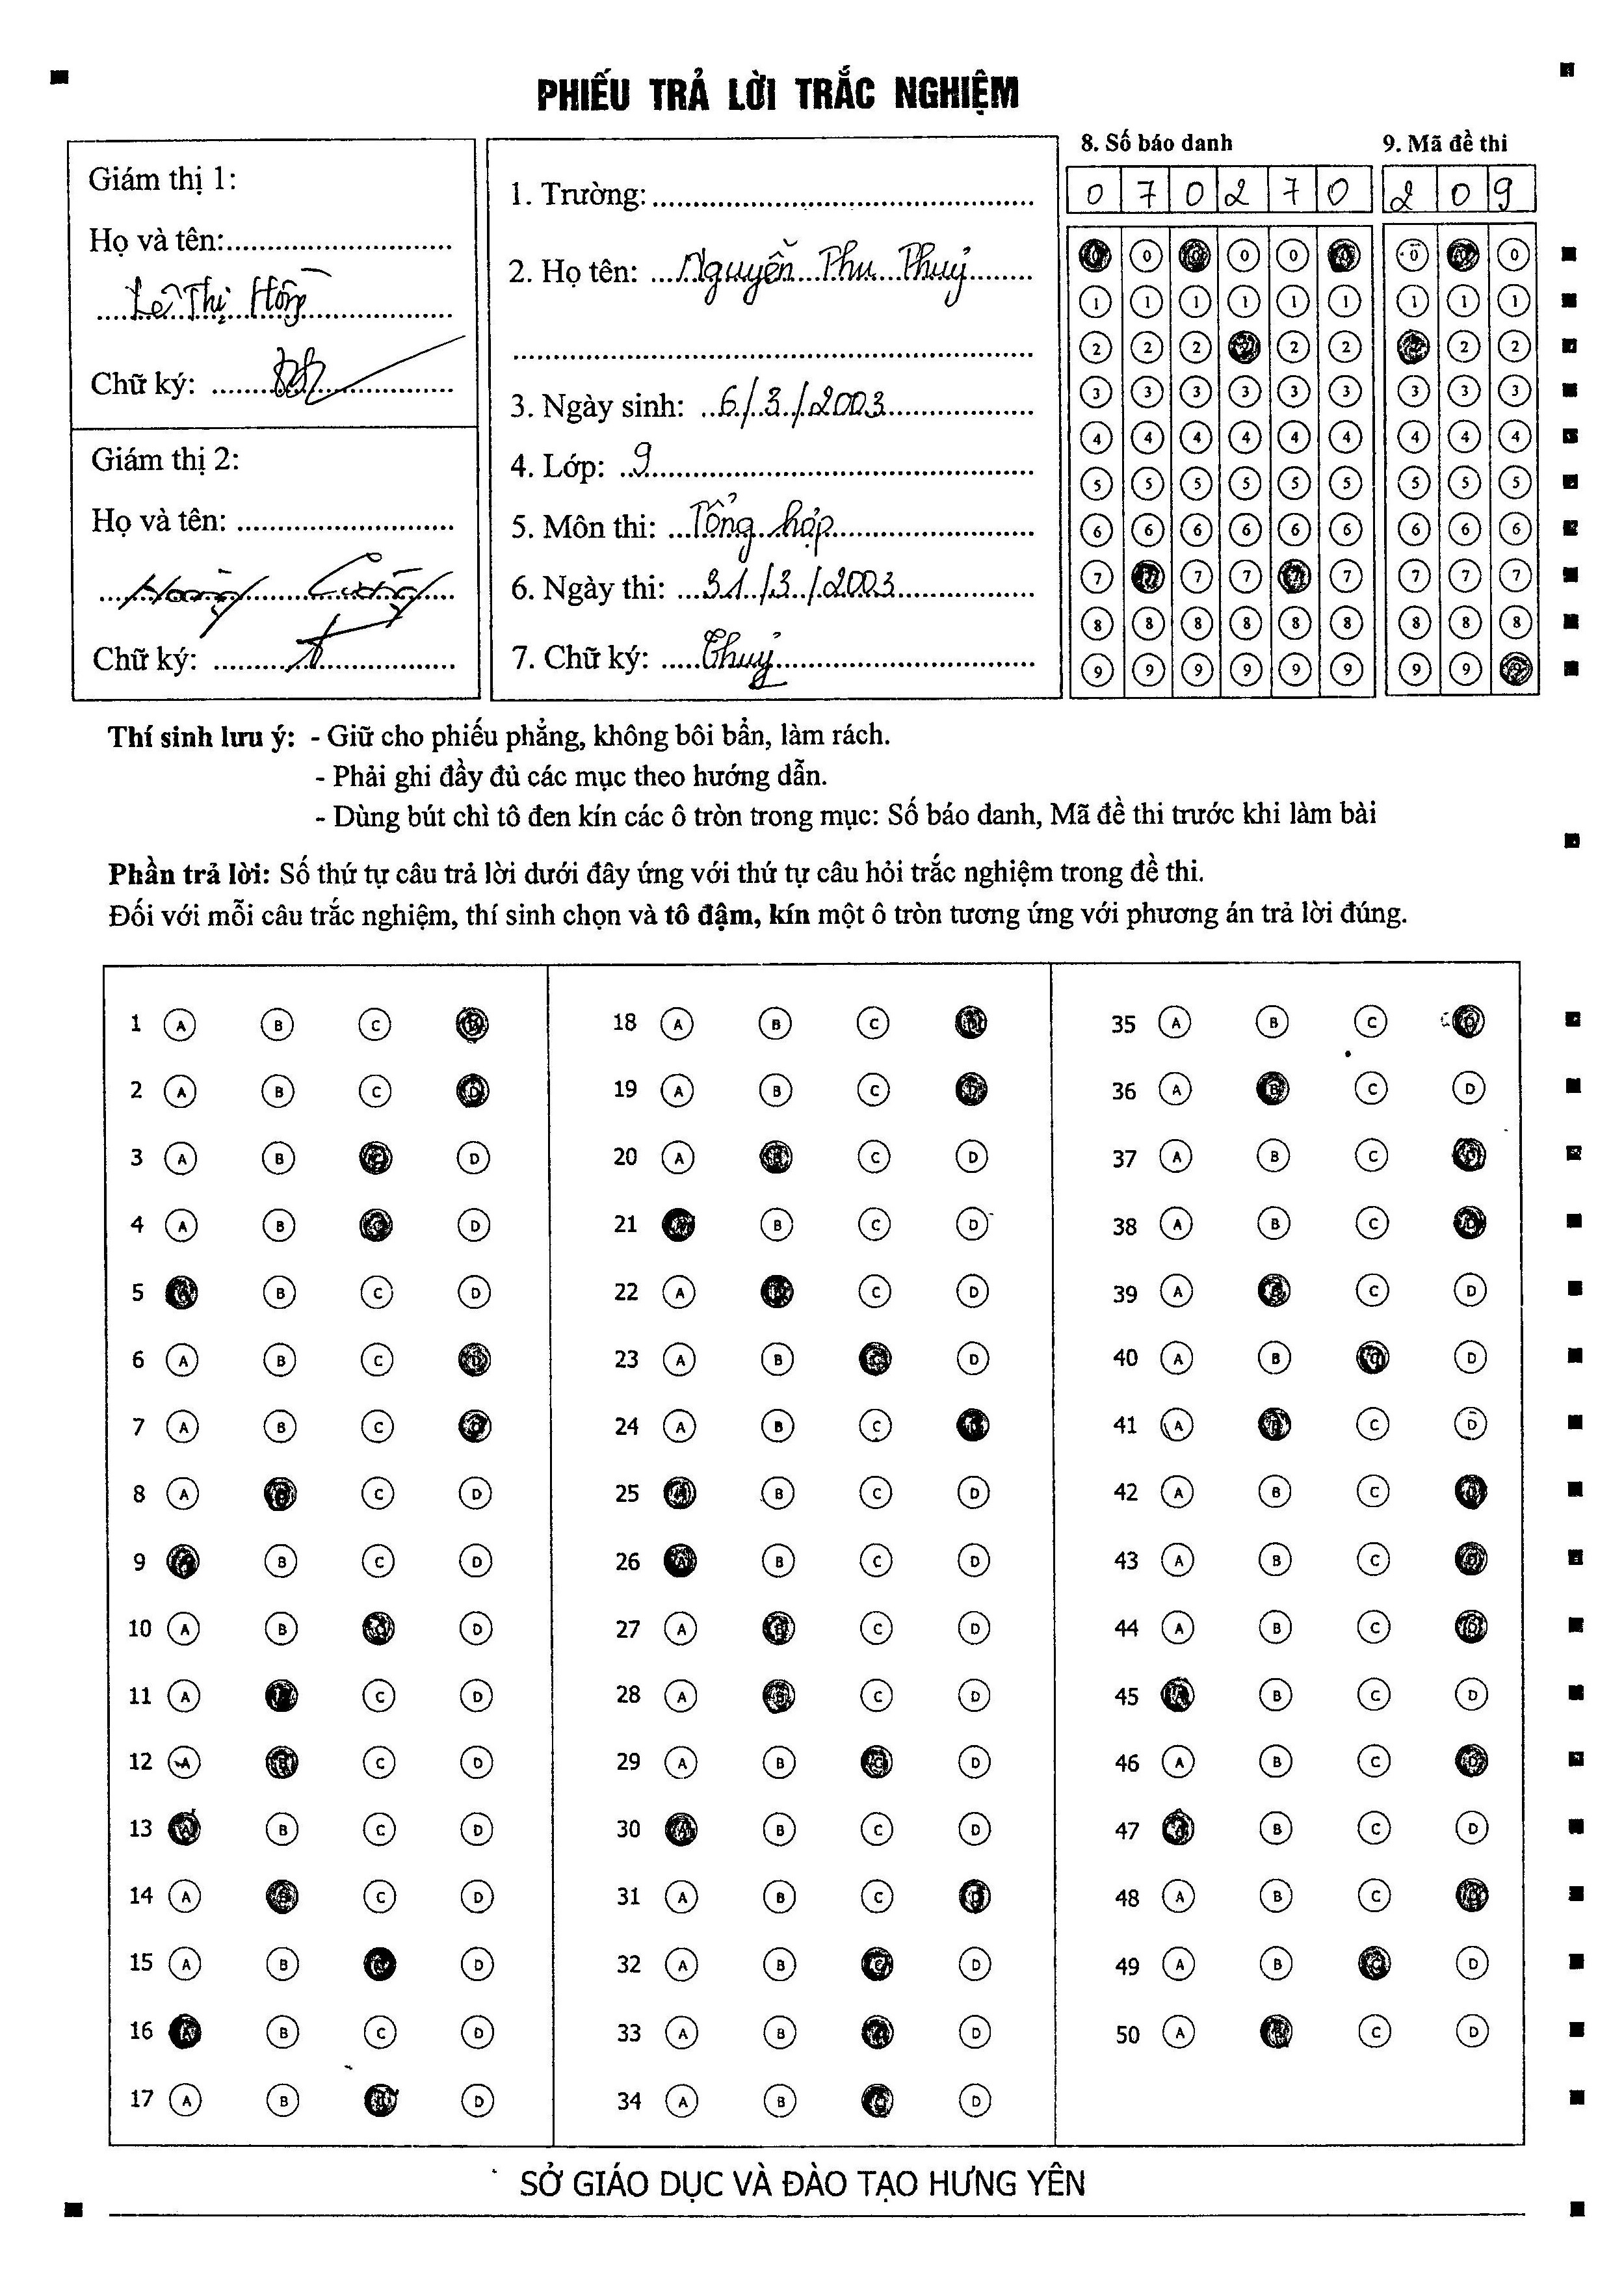 PHIẾU TRẢ LỜI TRẮC NGHIỆM
Giám thị 1:
Họ và tên:
Lê Thị Hồng
Chữ ký:
Giám thị 2:
Họ và tên:
Hoàng Cường
Chữ ký:
1. Trường:
2. Họ tên: Nguyễn Thu Thuỷ
3. Ngày sinh: 6/3/2003
4. Lớp: 9
5. Môn thi: Tổng hợp
6. Ngày thi: 31/3/2003
7. Chữ ký: Thuỷ
8. Số báo danh
0 7 0 2 7 0
9. Mã đề thi
2 0 9
0 0 0 0 0 0 0 0 0
1 1 1 1 1 1 1 1 1
2 2 2 2 2 2 2 2 2
3 3 3 3 3 3 3 3 3
4 4 4 4 4 4 4 4 4
5 5 5 5 5 5 5 5 5
6 6 6 6 6 6 6 6 6
7 7 7 7 7 7 7 7 7
8 8 8 8 8 8 8 8 8
9 9 9 9 9 9 9 9 9
Thí sinh lưu ý: - Giữ cho phiếu phẳng, không bôi bẩn, làm rách.
- Phải ghi đầy đủ các mục theo hướng dẫn.
- Dùng bút chì tô đen kín các ô tròn trong mục: Số báo danh, Mã đề thi trước khi làm bài
Phần trả lời: Số thứ tự câu trả lời dưới đây ứng với thứ tự câu hỏi trắc nghiệm trong đề thi.
Đối với mỗi câu trắc nghiệm, thí sinh chọn và tô đậm, kín một ô tròn tương ứng với phương án trả lời đúng.
1 A B C D
2 A B C D
3 A B C D
4 A B C D
5 A B C D
6 A B C D
7 A B C D
8 A B C D
9 A B C D
10 A B C D
11 A B C D
12 A B C D
13 A B C D
14 A B C D
15 A B C D
16 A B C D
17 A B C D
18 A B C D
19 A B C D
20 A B C D
21 A B C D
22 A B C D
23 A B C D
24 A B C D
25 A B C D
26 A B C D
27 A B C D
28 A B C D
29 A B C D
30 A B C D
31 A B C D
32 A B C D
33 A B C D
34 A B C D
35 A B C D
36 A B C D
37 A B C D
38 A B C D
39 A B C D
40 A B C D
41 A B C D
42 A B C D
43 A B C D
44 A B C D
45 A B C D
46 A B C D
47 A B C D
48 A B C D
49 A B C D
50 A B C D
SỞ GIÁO DỤC VÀ ĐÀO TẠO HƯNG YÊN